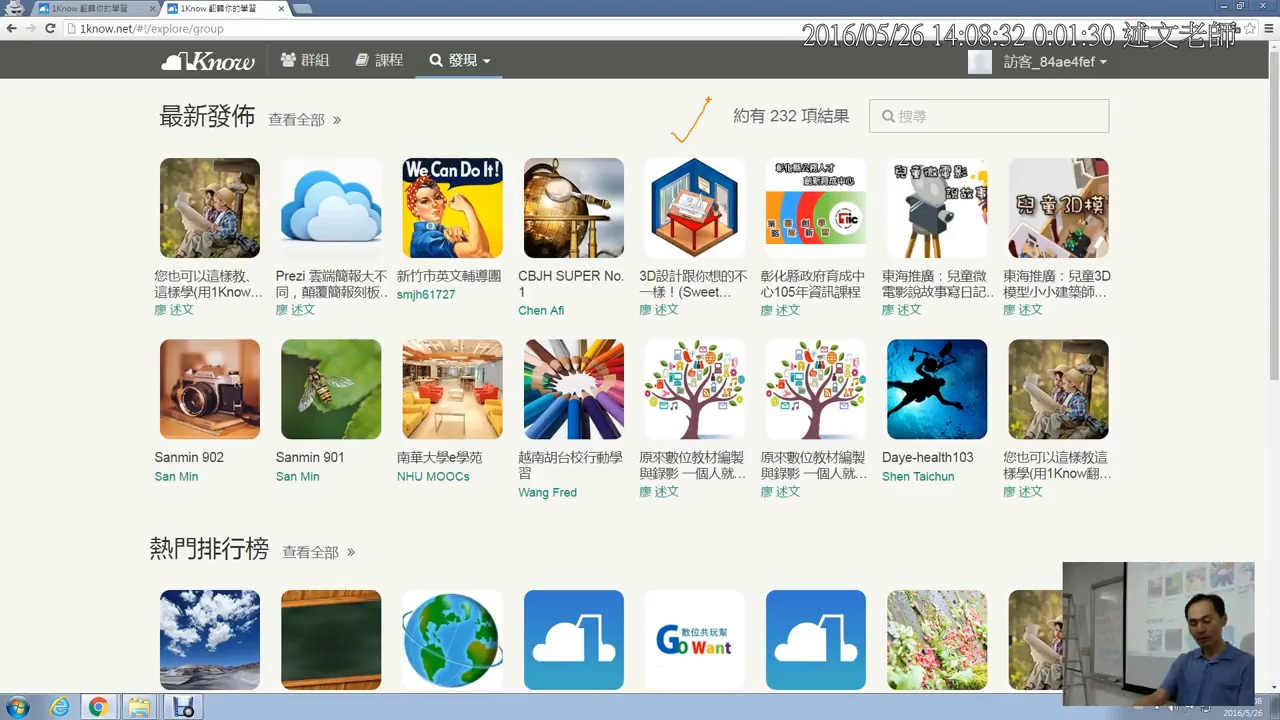 1Know 翻轉你的學習
1Know 翻轉你的學習
1know.net/#!/explore/group
2016/05/26 14:08:32 0:01:30 述文老師
1Know
群組
課程
發現
訪客_84ae4fef
最新發佈
查看全部 »
約有 232 項結果
搜尋
We Can Do It!
彰化縣公務人才
創新育成中心
策略
臺灣除
創新
學習
兒童微電影
說故事
兒童3D模
您也可以這樣教、
這樣學(用1Know...
廖 述文
Prezi 雲端簡報大不
同，顛覆簡報刻板..
廖 述文
新竹市英文輔導團
smjh61727
CBJH SUPER No.
1
Chen Afi
3D設計跟你想的不
一樣！(Sweet...
廖 述文
彰化縣政府育成中
心105年資訊課程
廖 述文
東海推廣：兒童微
電影說故事寫日記..
廖 述文
東海推廣：兒童3D
模型小小建築師...
廖 述文
Sanmin 902
San Min
Sanmin 901
San Min
南華大學e學苑
NHU MOOCs
越南胡台校行動學
習
Wang Fred
原來數位教材編製
與錄影 一個人就...
廖 述文
原來數位教材編製
與錄影 一個人就...
廖 述文
Daye-health103
Shen Taichun
您也可以這樣教這
樣學(用1Know翻...
廖 述文
熱門排行榜
查看全部 »
數位共玩幫
Go Want
2016/5/26